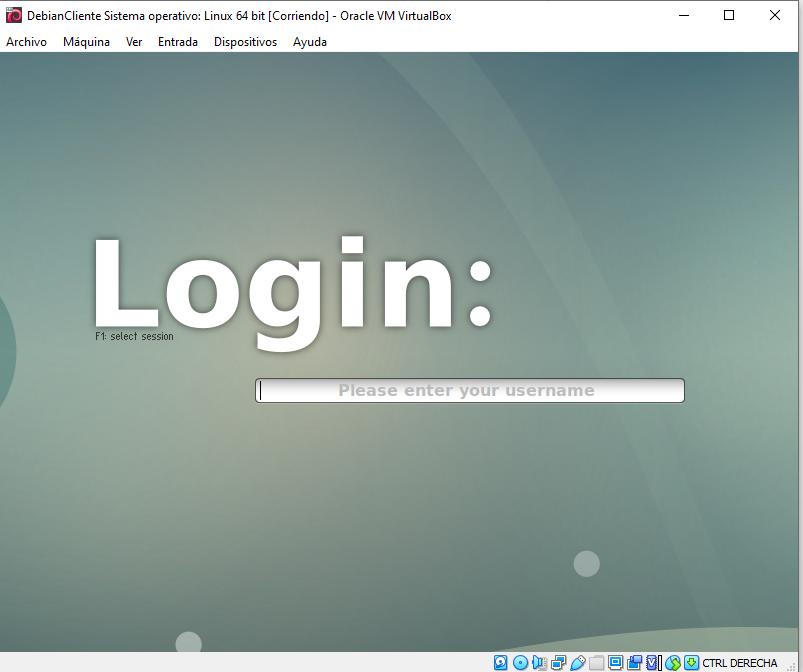 DebianCliente Sistema operativo: Linux 64 bit [Corriendo] - Oracle VM VirtualBox
Archivo Máquina Ver Entrada Dispositivos Ayuda
Login:
F1: select session
Please enter your username
CTRL DERECHA